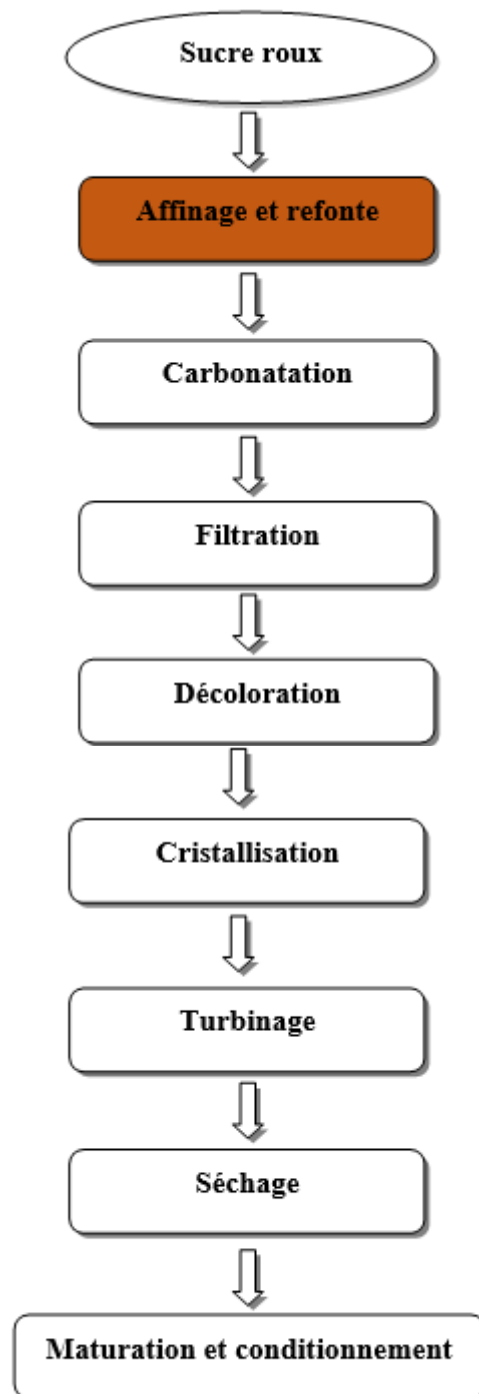 Sucre roux
Affinage et refonte
Carbonatation
Filtration
Décoloration
Cristallisation
Turbinage
Séchage
Maturation et conditionnement